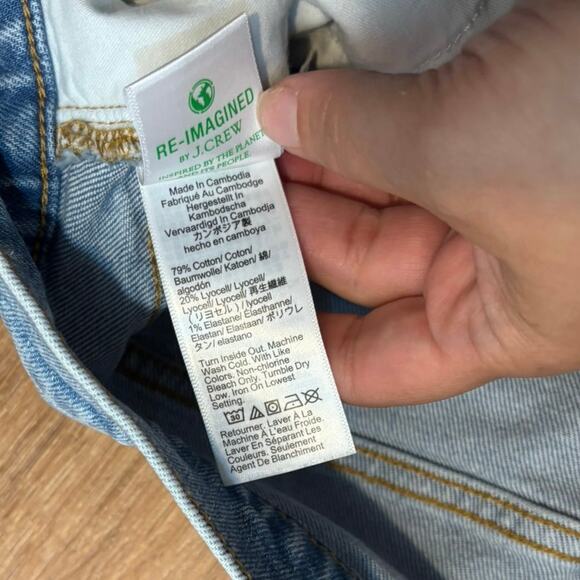 RE-IMAGINED
BY J.CREW
INSPIRED BY THE PLANET
AND ITS PEOPLE.
Made In Cambodia
Fabriqué Au Cambodge
Hergestellt In
Kambodscha
Vervaardigd In Cambodja
カンボジア製
hecho en camboya
79% Cotton/ Coton/
Baumwolle/ Katoen/ 綿/
algodón
20% Lyocell/ Lyocell/
Lyocell/ Lyocell/ 再生繊維
(リヨセル) / lyocell
1% Elastane/ Elasthanne/
Elastan/ Elastaan/ ポリウレ
タン/ elastano
Turn Inside Out. Machine
Wash Cold. With Like
Colors. Non-chlorine
Bleach Only. Tumble Dry
Low. Iron On Lowest
Setting.
30
Retourner. Laver À La
Machine À L'eau Froide.
Laver En Séparant Les
Couleurs. Seulement
Agent De Blanchiment